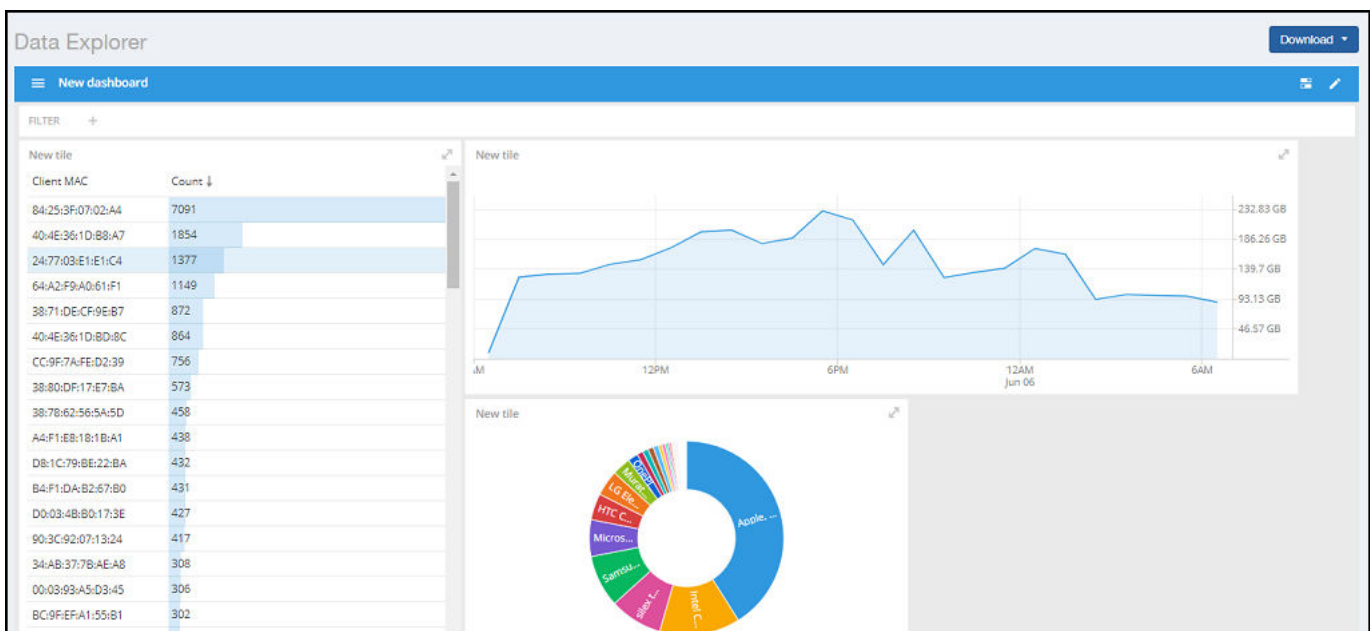 Data Explorer
Download
New dashboard
FILTER +
New tile
Client MAC Count ↓
84:25:3F:07:02:A4 7091
40:4E:36:1D:B8:A7 1854
24:77:03:E1:E1:C4 1377
64:A2:F9:A0:61:F1 1149
38:71:DE:CF:9E:B7 872
40:4E:36:1D:BD:8C 864
CC:9F:7A:FE:D2:39 756
38:80:DF:17:E7:BA 573
38:78:62:56:5A:5D 458
A4:F1:E8:18:1B:A1 438
D8:1C:79:BE:22:BA 432
B4:F1:DA:B2:67:B0 431
D0:03:4B:B0:17:3E 427
90:3C:92:07:13:24 417
34:AB:37:7B:AE:A8 308
00:03:93:A5:D3:45 306
BC:9F:EF:A1:55:B1 302
New tile
232.83 GB
186.26 GB
139.7 GB
93.13 GB
46.57 GB
12PM 6PM 12AM 6AM
Jun 06
New tile
Apple, ...
Intel C...
silex t...
Samsu...
Micros...
HTC C...
LG Ele...
Murat...